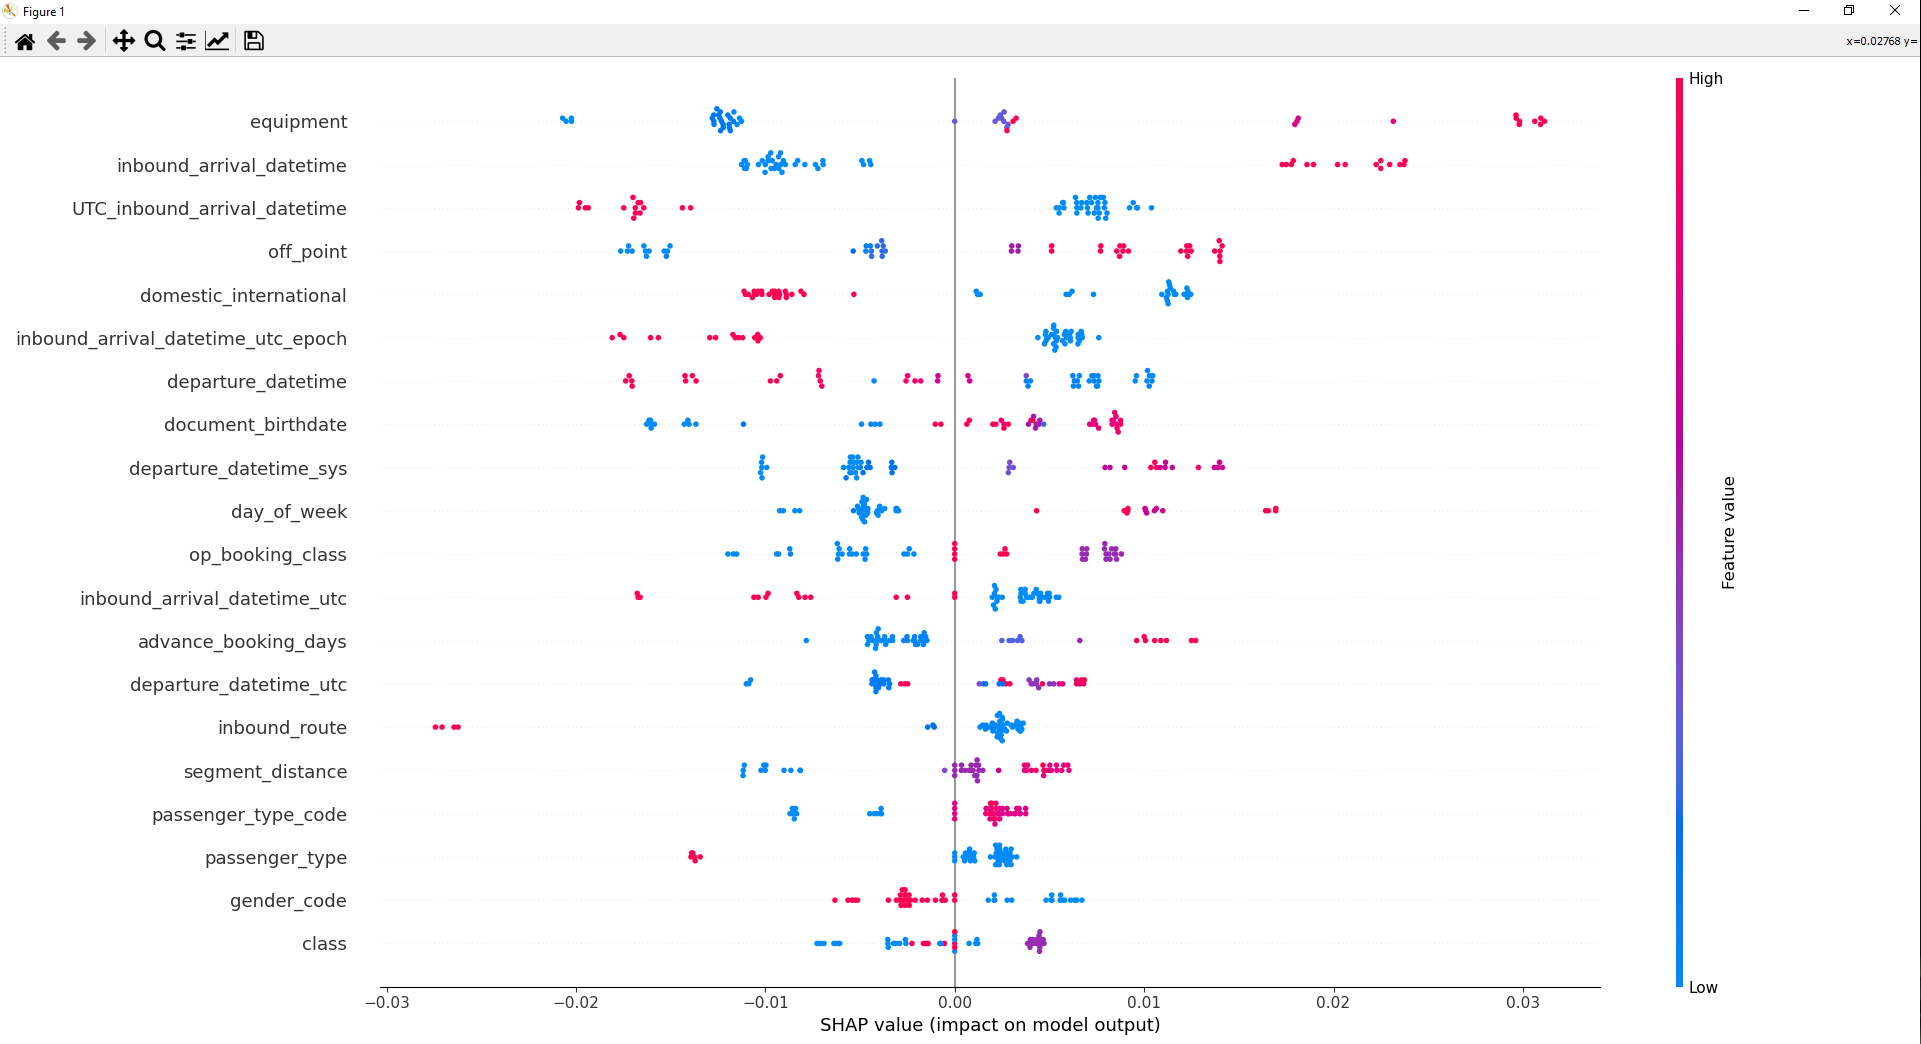 Figure 1
x=0.02768 y=
High
equipment
inbound_arrival_datetime
UTC_inbound_arrival_datetime
off_point
domestic_international
inbound_arrival_datetime_utc_epoch
departure_datetime
document_birthdate
departure_datetime_sys
day_of_week
op_booking_class
inbound_arrival_datetime_utc
advance_booking_days
departure_datetime_utc
inbound_route
segment_distance
passenger_type_code
passenger_type
gender_code
class
Feature value
Low
−0.03 −0.02 −0.01 0.00 0.01 0.02 0.03
SHAP value (impact on model output)